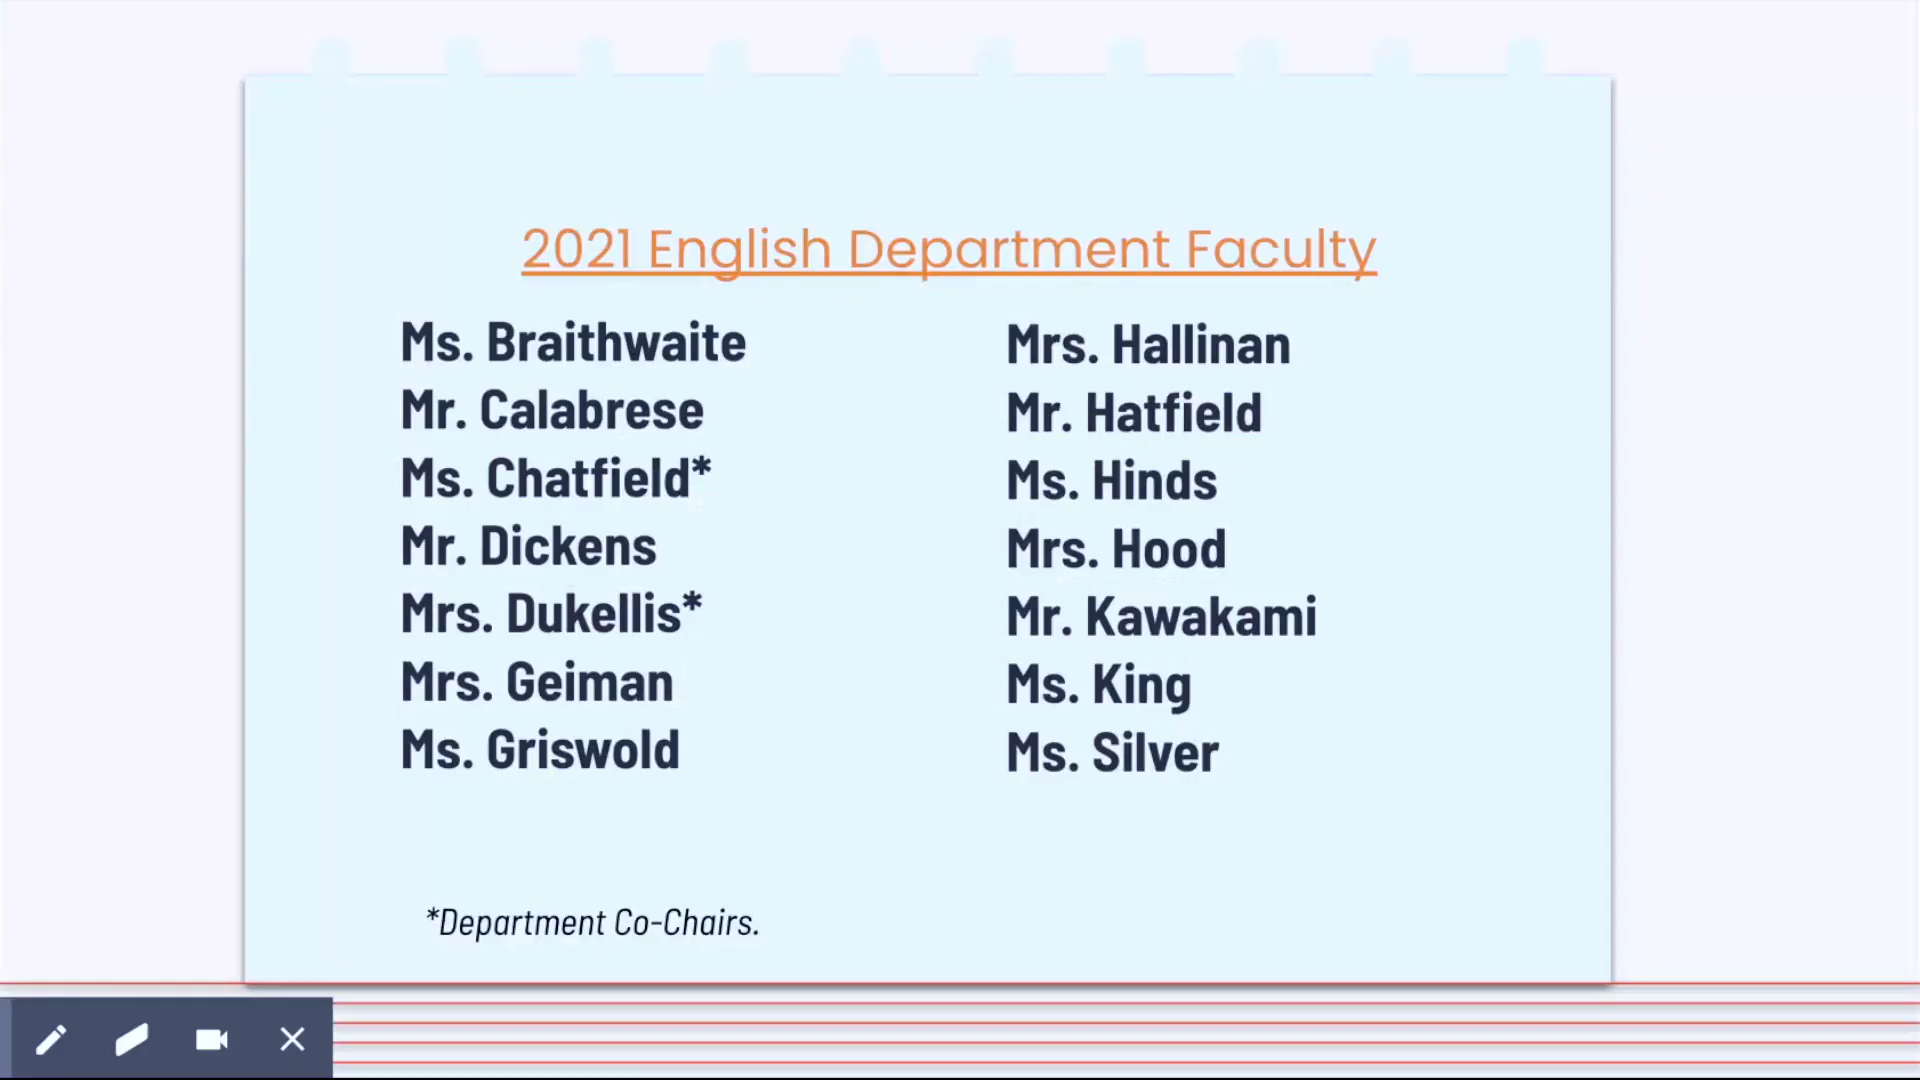 2021 English Department Faculty
Ms. Braithwaite
Mr. Calabrese
Ms. Chatfield*
Mr. Dickens
Mrs. Dukellis*
Mrs. Geiman
Ms. Griswold
Mrs. Hallinan
Mr. Hatfield
Ms. Hinds
Mrs. Hood
Mr. Kawakami
Ms. King
Ms. Silver
*Department Co-Chairs.